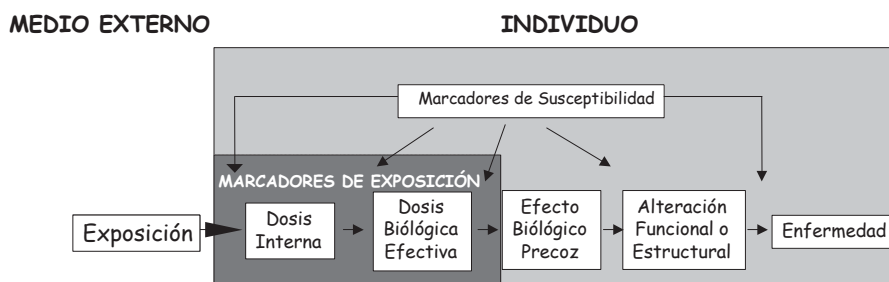 MEDIO EXTERNO
INDIVIDUO
Marcadores de Susceptibilidad
MARCADORES DE EXPOSICIÓN
Exposición
Dosis
Interna
Dosis
Biológica
Efectiva
Efecto
Biológico
Precoz
Alteración
Funcional o
Estructural
Enfermedad